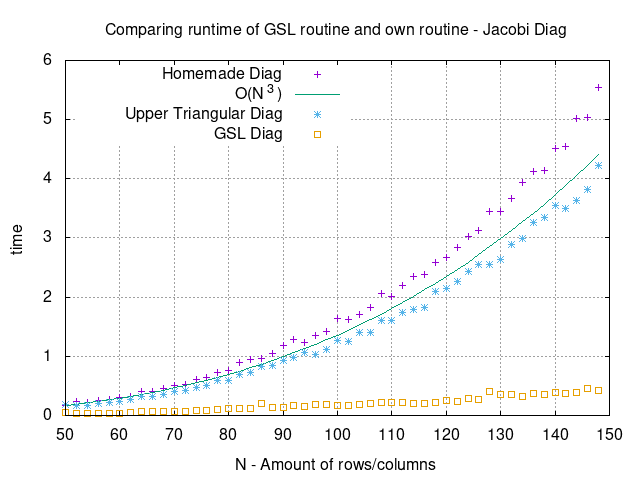 Comparing runtime of GSL routine and own routine - Jacobi Diag
6
Homemade Diag
O(N³)
Upper Triangular Diag
GSL Diag
5
4
3
2
1
0
time
50 60 70 80 90 100 110 120 130 140 150
N - Amount of rows/columns